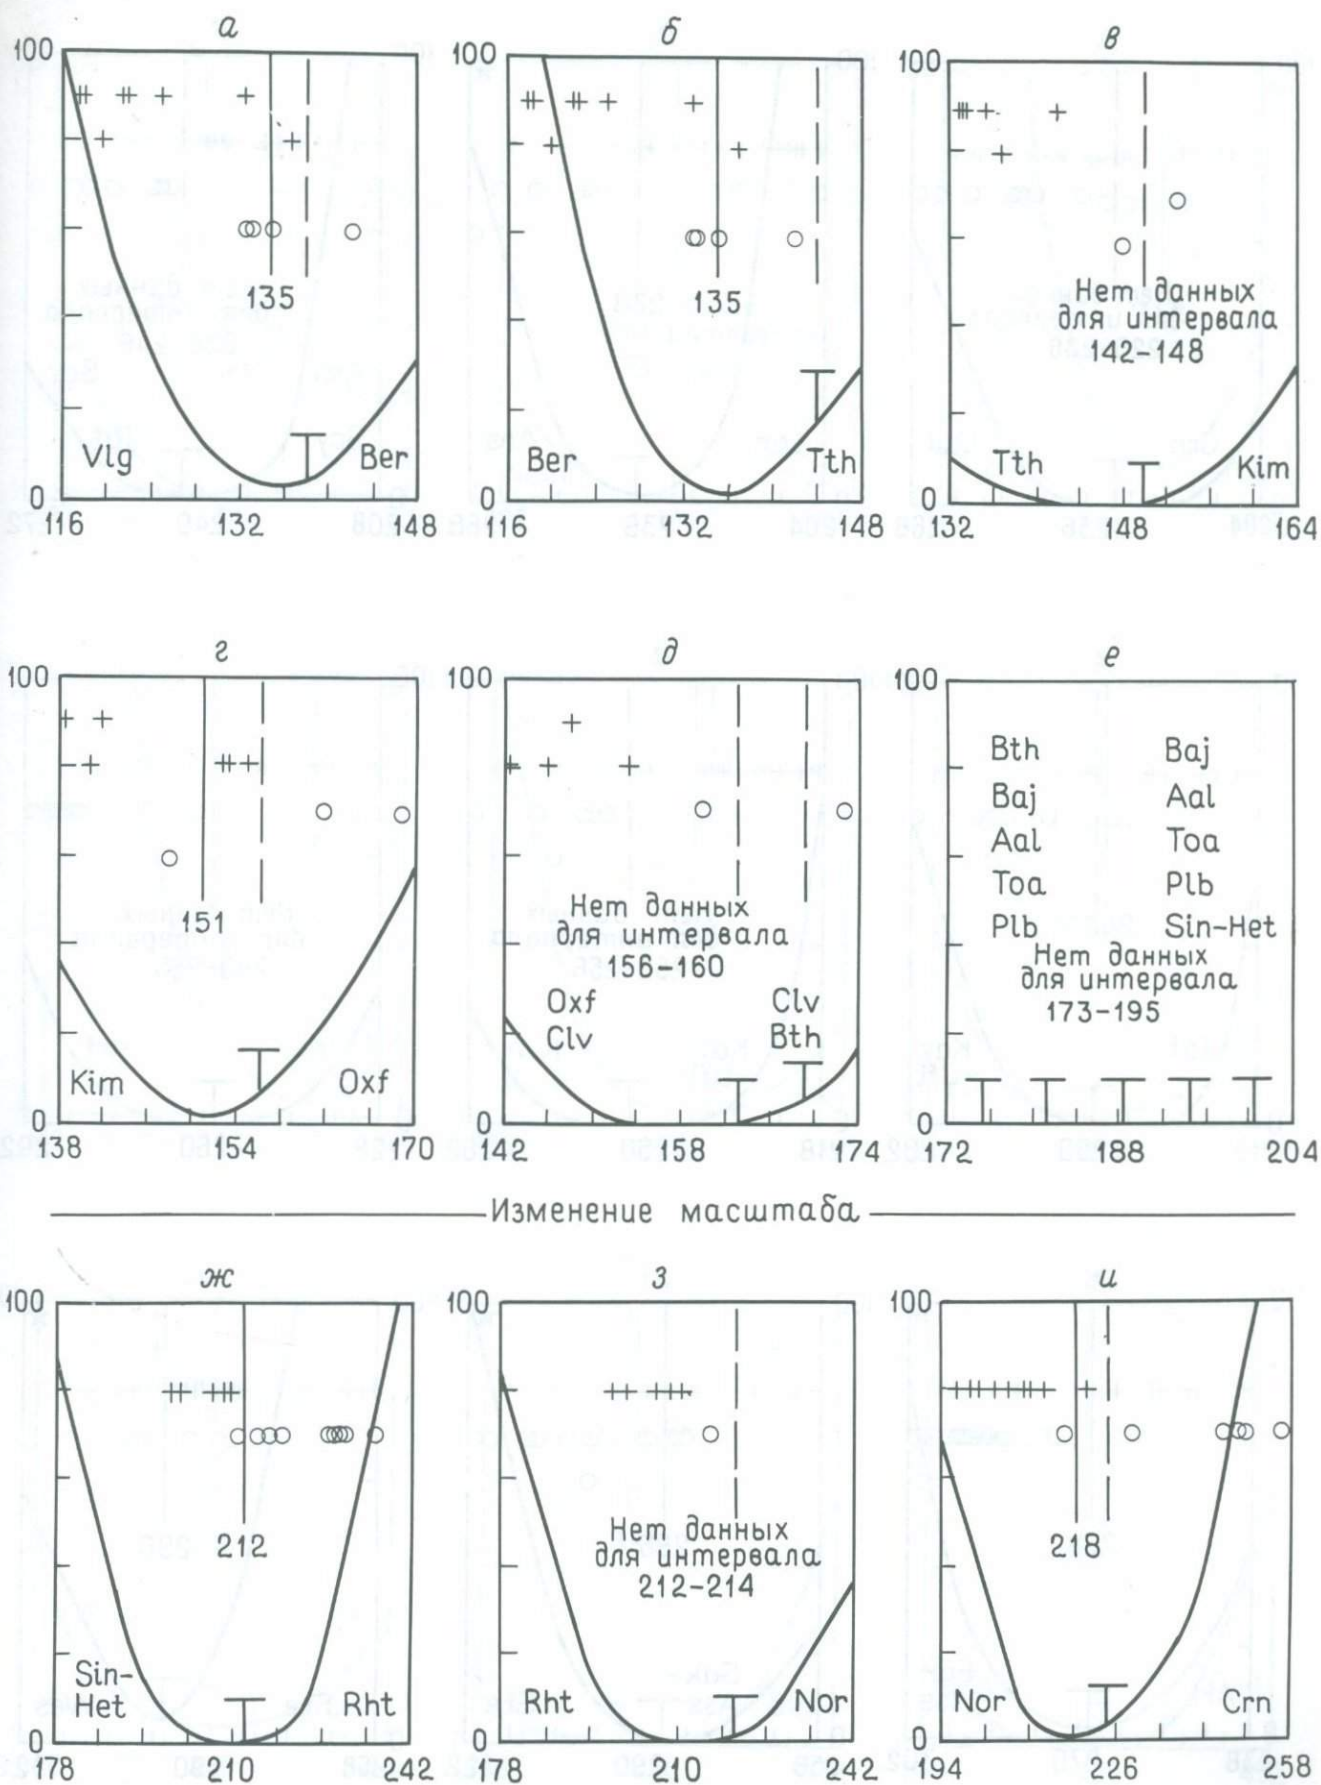 а
100
135
Vlg
Ber
0
116
132
148
б
100
135
Ber
Tth
0
116
132
148
в
100
Нет данных
для интервала
142–148
Tth
Kim
0
132
148
164
г
100
151
Kim
Oxf
0
138
154
170
д
100
Нет данных
для интервала
156–160
Oxf Clv
Clv Bth
0
142
158
174
е
100
Bth Baj
Baj Aal
Aal Toa
Toa Plb
Plb Sin-Het
Нет данных
для интервала
173–195
0
172
188
204
Изменение масштаба
ж
100
212
Sin-
Het
Rht
0
178
210
242
з
100
Нет данных
для интервала
212–214
Rht
Nor
0
178
210
242
и
100
218
Nor
Crn
0
194
226
258